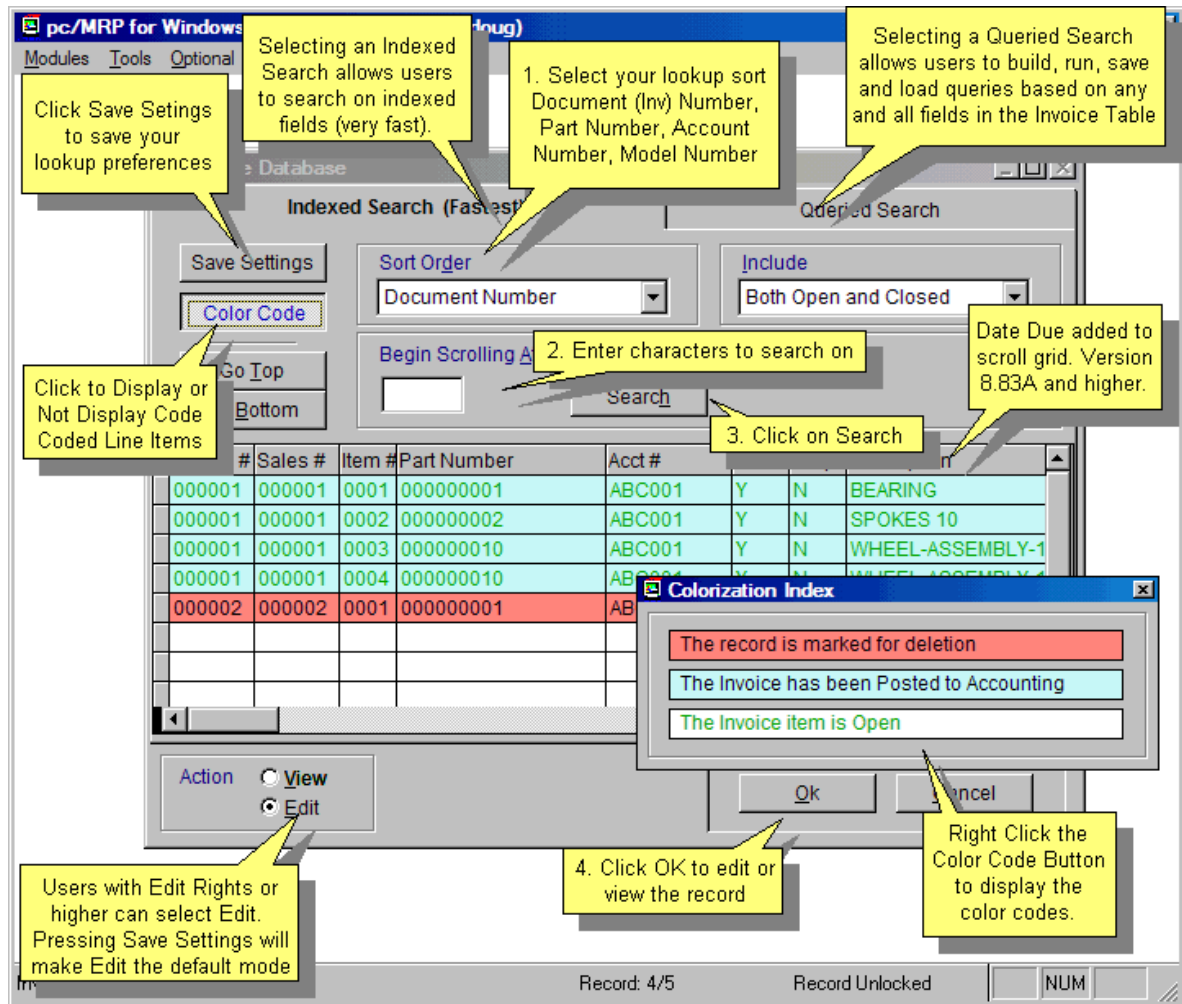 pc/MRP for Windows doug)
Modules Tools Optional
Click Save Setings
to save your
lookup preferences
Selecting an Indexed
Search allows users
to search on indexed
fields (very fast).
1. Select your lookup sort
Document (Inv) Number,
Part Number, Account
Number, Model Number
Selecting a Queried Search
allows users to build, run, save
and load queries based on any
and all fields in the Invoice Table
Database
Indexed Search (Fastest)
Queried Search
Save Settings
Color Code
Go Top
Bottom
Sort Order
Document Number
Include
Both Open and Closed
Begin Scrolling
Search
2. Enter characters to search on
3. Click on Search
Date Due added to
scroll grid. Version
8.83A and higher.
Click to Display or
Not Display Code
Coded Line Items
# Sales # Item # Part Number Acct #
000001 000001 0001 000000001 ABC001 Y N BEARING
000001 000001 0002 000000002 ABC001 Y N SPOKES 10
000001 000001 0003 000000010 ABC001 Y N WHEEL-ASSEMBLY-1
000001 000001 0004 000000010 ABC001 Y N WHEEL-ASSEMBLY-1
000002 000002 0001 000000001 AB
Colorization Index
The record is marked for deletion
The Invoice has been Posted to Accounting
The Invoice item is Open
Action View
Edit
Ok
Cancel
Right Click the
Color Code Button
to display the
color codes.
4. Click OK to edit or
view the record
Users with Edit Rights or
higher can select Edit.
Pressing Save Settings will
make Edit the default mode
Record: 4/5 Record Unlocked NUM